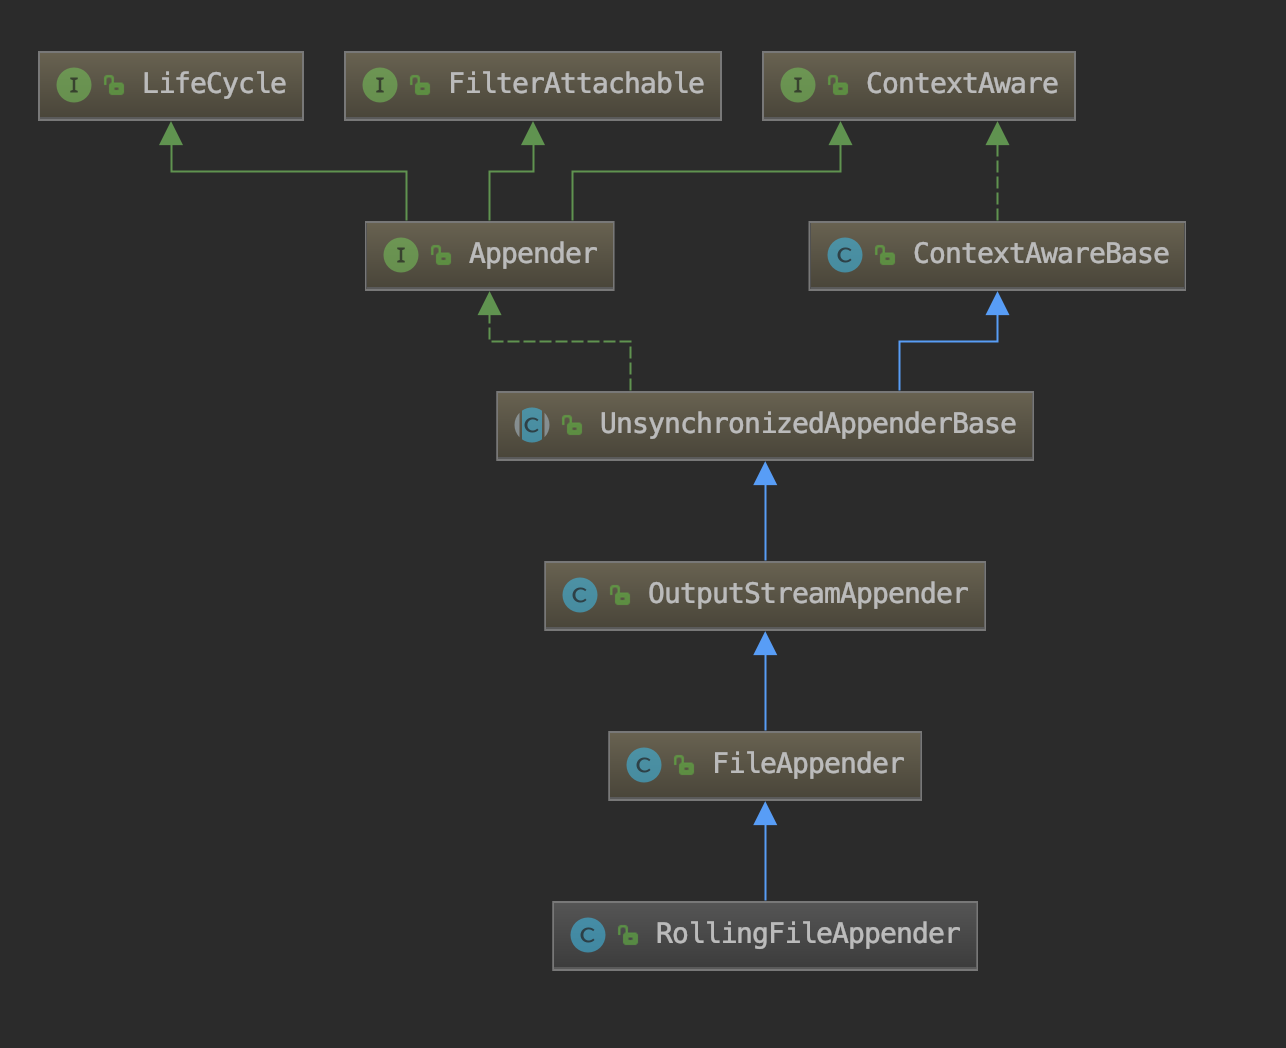 I LifeCycle
I FilterAttachable
I ContextAware
I Appender
C ContextAwareBase
C UnsynchronizedAppenderBase
C OutputStreamAppender
C FileAppender
C RollingFileAppender